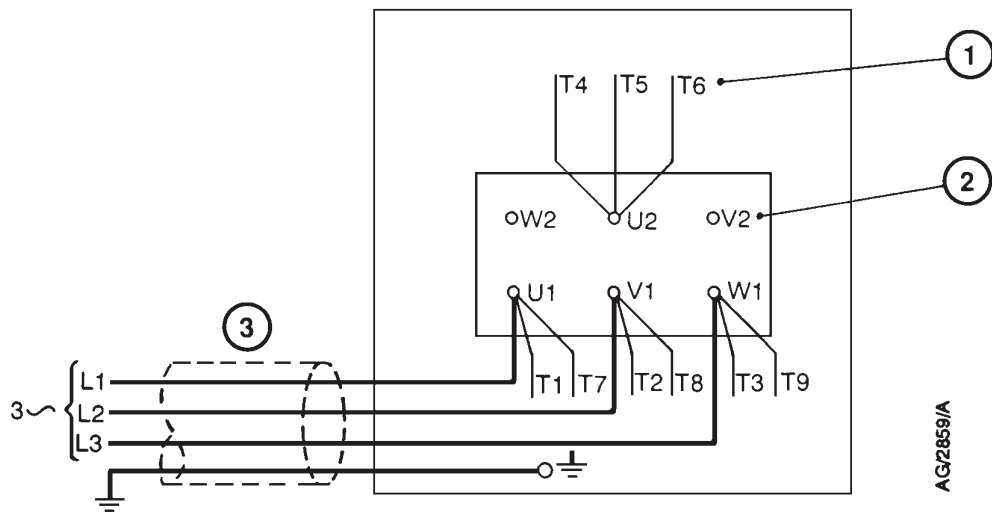 1
T4 T5 T6
2
W2 U2 V2
U1 V1 W1
3
L1
T1 T7 T2 T8 T3 T9
3~ L2
L3
AG/2859/A